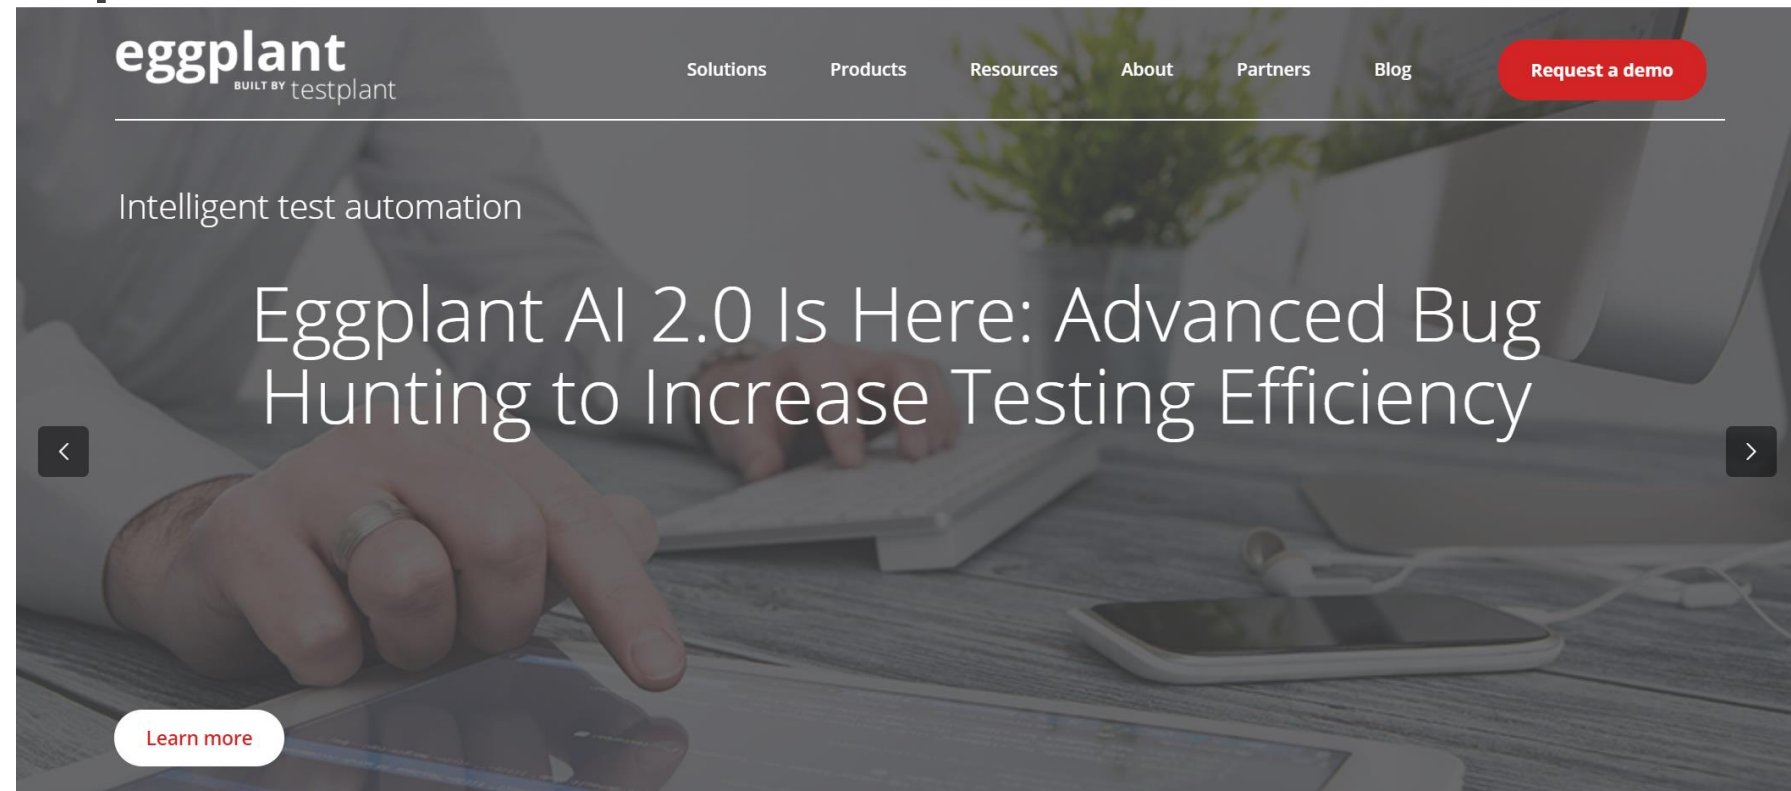 eggplant
BUILT BY testplant
Solutions Products Resources About Partners Blog Request a demo
Intelligent test automation
Eggplant AI 2.0 Is Here: Advanced Bug
Hunting to Increase Testing Efficiency
Learn more